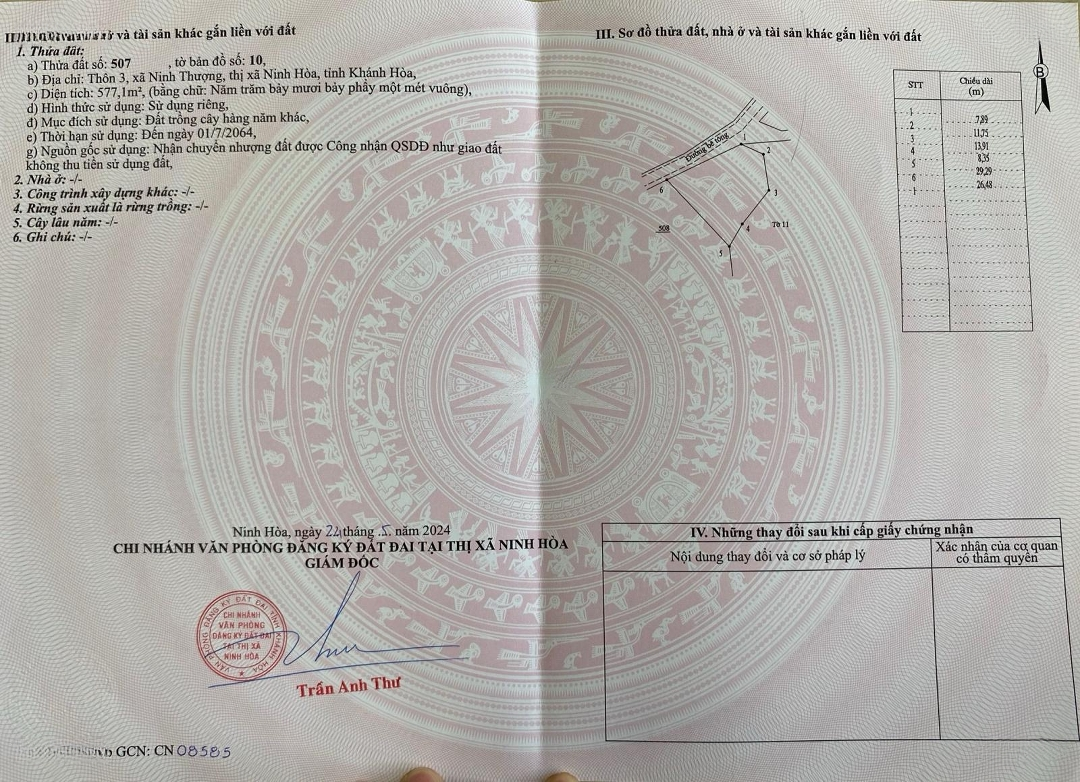 và tài sản khác gắn liền với đất
1. Thửa đất:
a) Thửa đất số: 507 , tờ bản đồ số: 10,
b) Địa chỉ: Thôn 3, xã Ninh Thượng, thị xã Ninh Hòa, tỉnh Khánh Hòa,
c) Diện tích: 577,1m², (bằng chữ: Năm trăm bảy mươi bảy phẩy một mét vuông),
d) Hình thức sử dụng: Sử dụng riêng,
đ) Mục đích sử dụng: Đất trồng cây hàng năm khác,
e) Thời hạn sử dụng: Đến ngày 01/7/2064,
g) Nguồn gốc sử dụng: Nhận chuyển nhượng đất được Công nhận QSDĐ như giao đất
không thu tiền sử dụng đất,
2. Nhà ở: -/-
3. Công trình xây dựng khác: -/-
4. Rừng sản xuất là rừng trồng: -/-
5. Cây lâu năm: -/-
6. Ghi chú: -/-
Ninh Hòa, ngày 22 tháng 5 năm 2024
CHI NHÁNH VĂN PHÒNG ĐĂNG KÝ ĐẤT ĐAI TẠI THỊ XÃ NINH HÒA
GIÁM ĐỐC
VĂN PHÒNG ĐĂNG KÝ ĐẤT ĐAI TỈNH KHÁNH HÒA
CHI NHÁNH
VĂN PHÒNG
ĐĂNG KÝ ĐẤT ĐAI
TẠI THỊ XÃ
NINH HÒA
Trần Anh Thư
GCN: CN 08585
III. Sơ đồ thửa đất, nhà ở và tài sản khác gắn liền với đất
B
Đường bê tông
1
2
3
4
5
6
508
Tờ 11
STT Chiều dài
(m)
1
7,89
2
11,75
3
13,91
4
8,35
5
29,29
6
26,48
1
IV. Những thay đổi sau khi cấp giấy chứng nhận
Nội dung thay đổi và cơ sở pháp lý
Xác nhận của cơ quan
có thẩm quyền